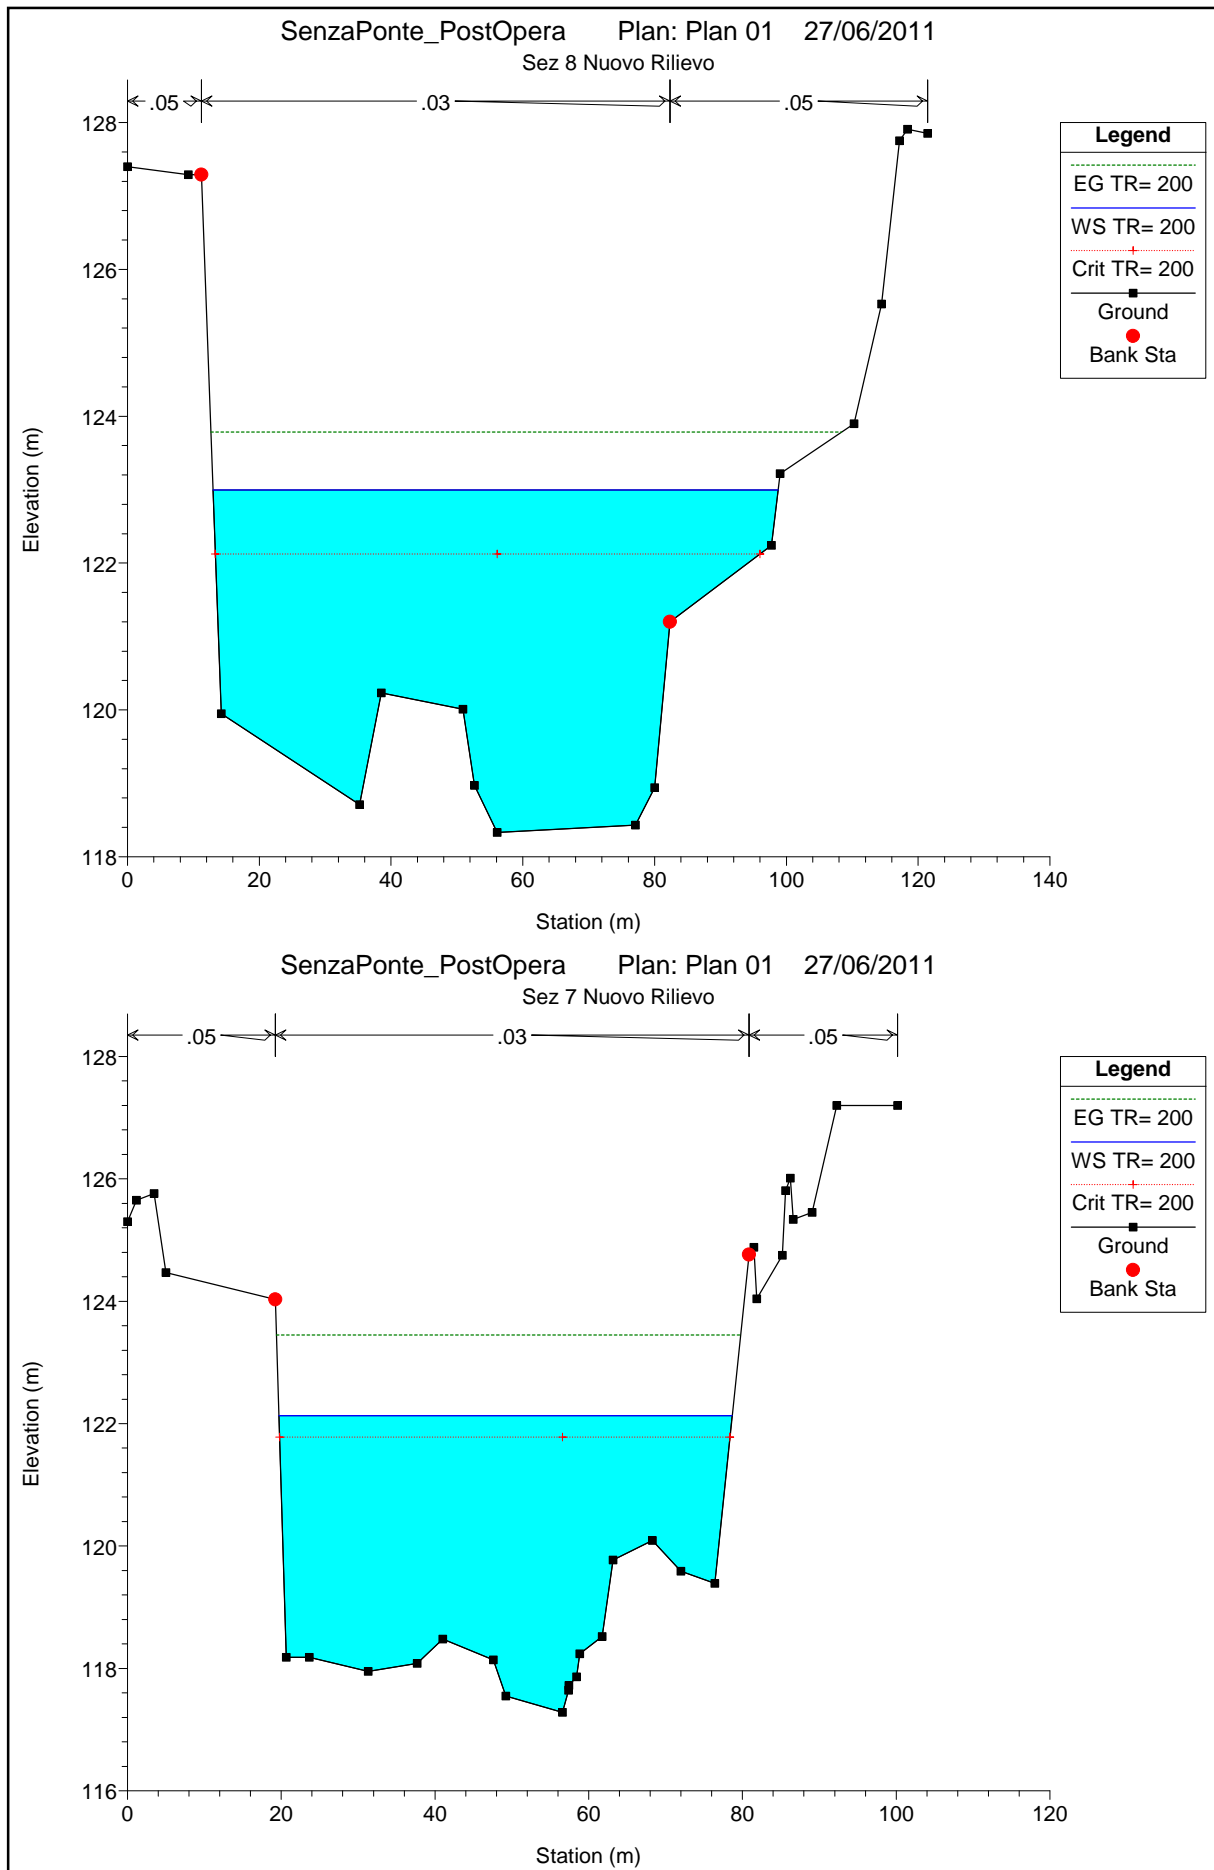 SenzaPonte_PostOpera Plan: Plan 01 27/06/2011
Sez 8 Nuovo Rilievo
.05 .03 .05
128
126
124
122
120
118
Elevation (m)
0 20 40 60 80 100 120 140
Station (m)
Legend
EG TR= 200
WS TR= 200
Crit TR= 200
Ground
Bank Sta
SenzaPonte_PostOpera Plan: Plan 01 27/06/2011
Sez 7 Nuovo Rilievo
.05 .03 .05
128
126
124
122
120
118
116
Elevation (m)
0 20 40 60 80 100 120
Station (m)
Legend
EG TR= 200
WS TR= 200
Crit TR= 200
Ground
Bank Sta